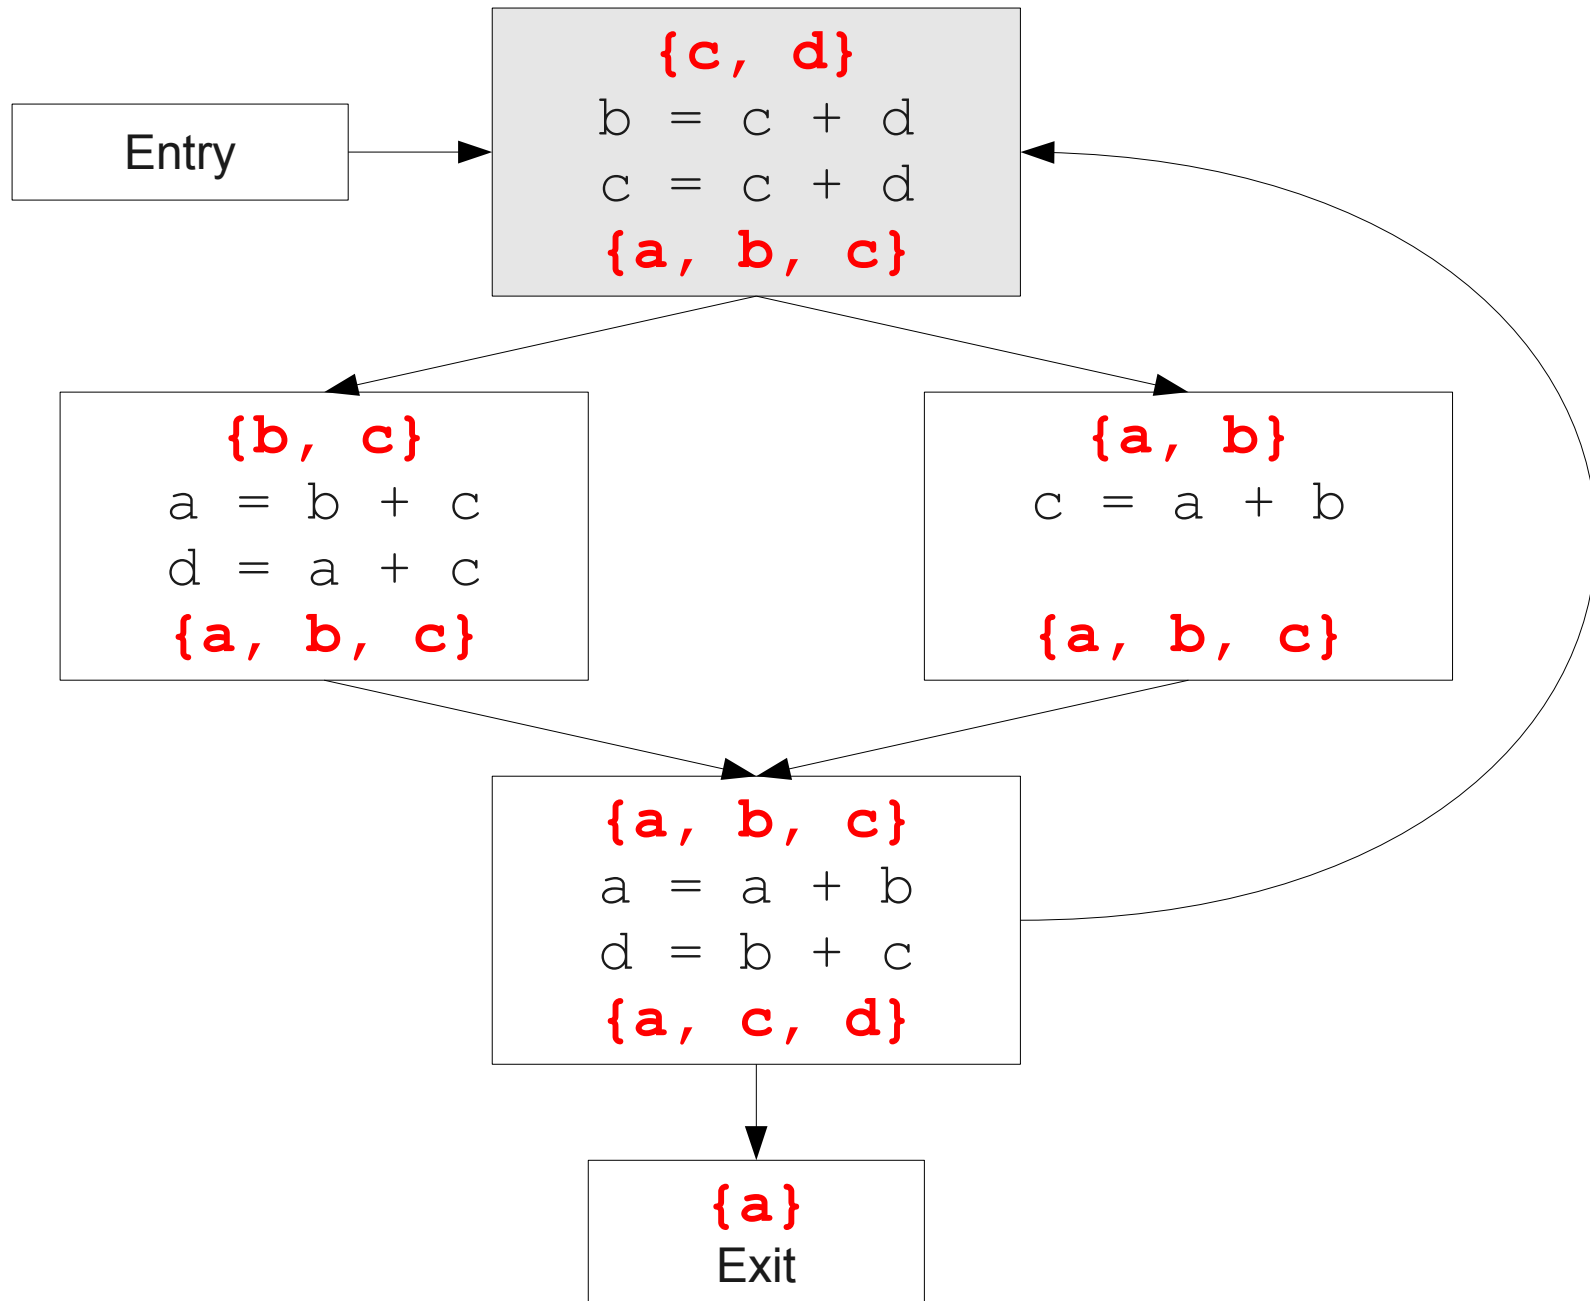 {c, d}
b = c + d
c = c + d
{a, b, c}
Entry
{b, c}
a = b + c
d = a + c
{a, b, c}
{a, b}
c = a + b
{a, b, c}
{a, b, c}
a = a + b
d = b + c
{a, c, d}
{a}
Exit